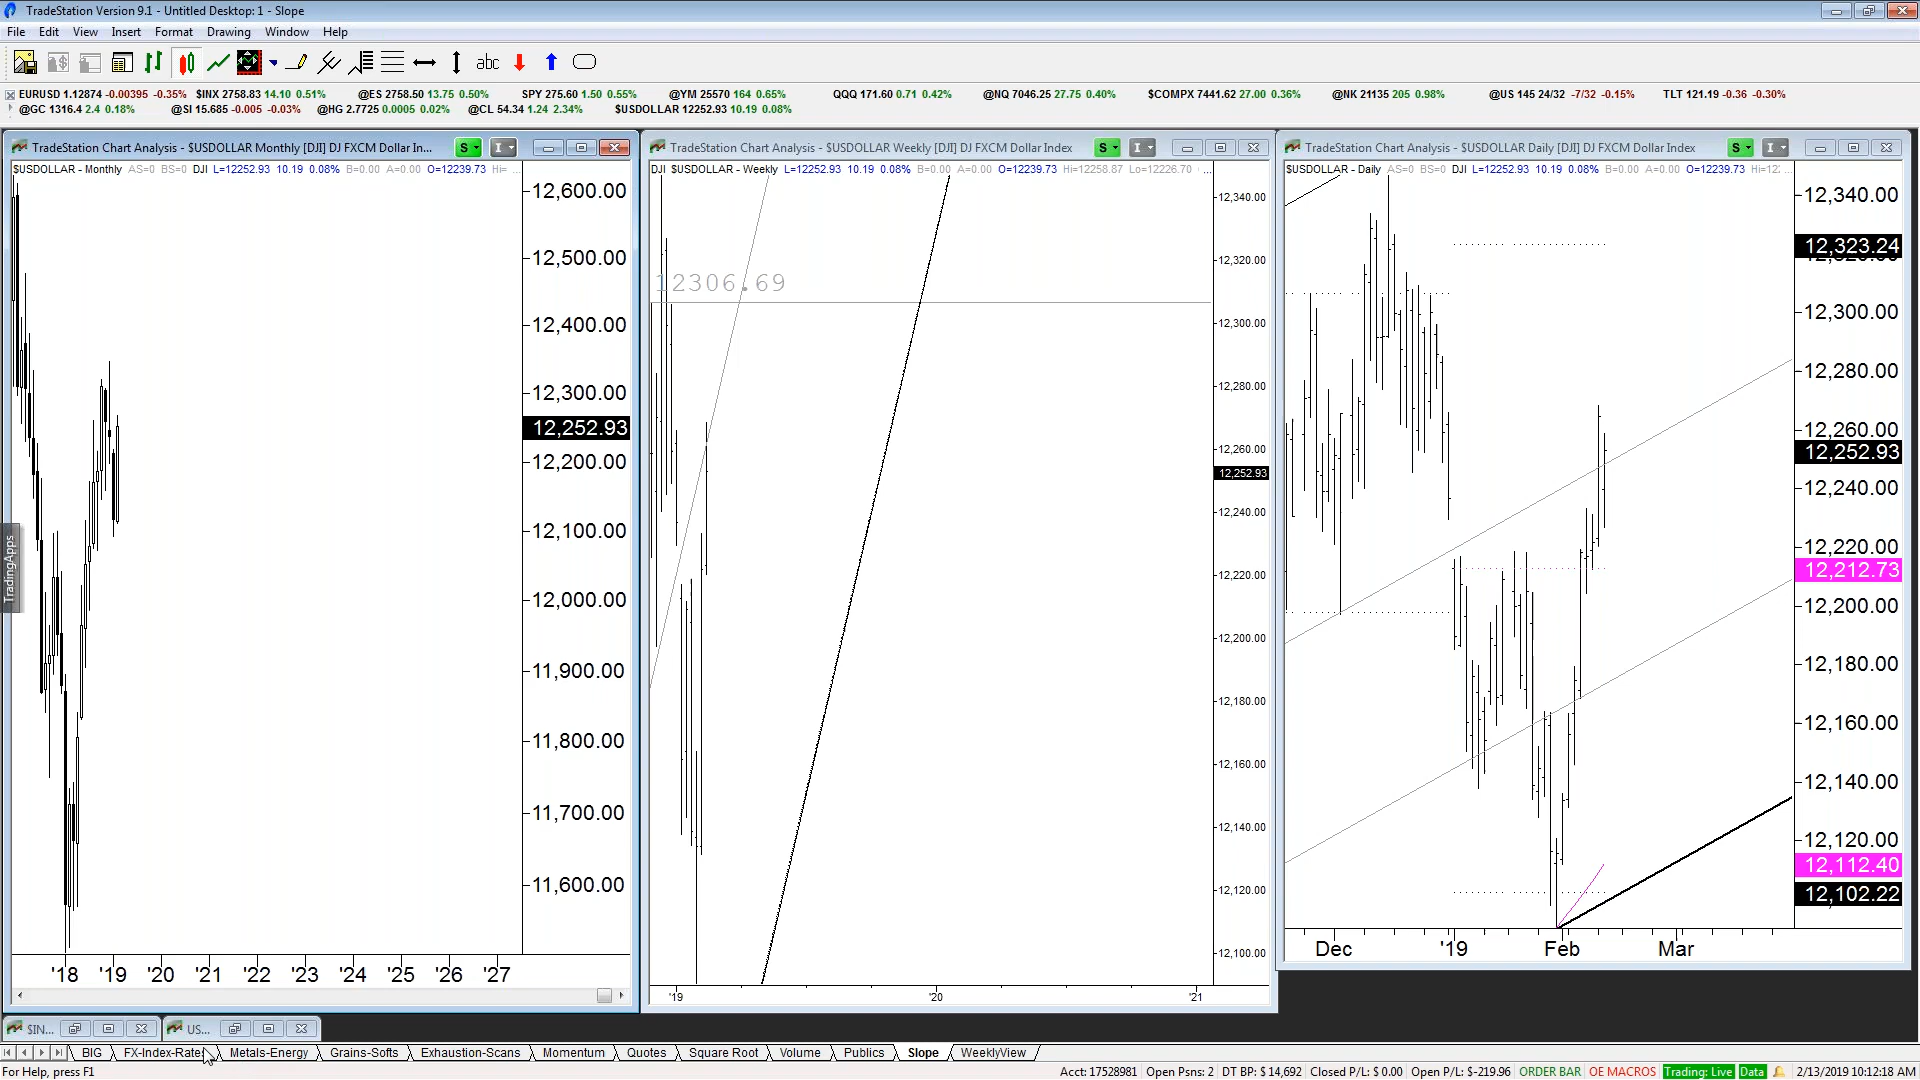 TradeStation Version 9.1 - Untitled Desktop: 1 - Slope
File Edit View Insert Format Drawing Window Help
abc
EURUSD 1.12874 -0.00395 -0.35% $INX 2758.83 14.10 0.51% @ES 2758.50 13.75 0.50% SPY 275.60 1.50 0.55% @YM 25570 164 0.65% QQQ 171.60 0.71 0.42% @NQ 7046.25 27.75 0.40% $COMPX 7441.62 27.00 0.36% @NK 21135 205 0.98% @US 145 24/32 -7/32 -0.15% TLT 121.19 -0.36 -0.30%
@GC 1316.4 2.4 0.18% @SI 15.685 -0.005 -0.03% @HG 2.7725 0.0005 0.02% @CL 54.34 1.24 2.34% $USDOLLAR 12252.93 10.19 0.08%
TradeStation Chart Analysis - $USDOLLAR Monthly [DJI] DJ FXCM Dollar In... S I
$USDOLLAR - Monthly AS=0 BS=0 DJI L=12252.93 10.19 0.08% B=0.00 A=0.00 O=12239.73 Hi= ...
12,600.00
12,500.00
12,400.00
12,300.00
12,252.93
12,200.00
12,100.00
12,000.00
11,900.00
11,800.00
11,700.00
11,600.00
'18 '19 '20 '21 '22 '23 '24 '25 '26 '27
TradingApps
TradeStation Chart Analysis - $USDOLLAR Weekly [DJI] DJ FXCM Dollar Index S I
DJI $USDOLLAR - Weekly L=12252.93 10.19 0.08% B=0.00 A=0.00 O=12239.73 Hi=12258.87 Lo=12226.70 ...
12306.69
12,340.00
12,320.00
12,300.00
12,280.00
12,260.00
12,252.93
12,240.00
12,220.00
12,200.00
12,180.00
12,160.00
12,140.00
12,120.00
12,100.00
'19 '20 '21
TradeStation Chart Analysis - $USDOLLAR Daily [DJI] DJ FXCM Dollar Index S I
$USDOLLAR - Daily AS=0 BS=0 DJI L=12252.93 10.19 0.08% B=0.00 A=0.00 O=12239.73 Hi=12...
12,340.00
12,323.24
12,300.00
12,280.00
12,260.00
12,252.93
12,240.00
12,220.00
12,212.73
12,200.00
12,180.00
12,160.00
12,140.00
12,120.00
12,112.40
12,102.22
Dec '19 Feb Mar
$IN... US...
BIG FX-Index-Rates Metals-Energy Grains-Softs Exhaustion-Scans Momentum Quotes Square Root Volume Publics Slope WeeklyView
For Help, press F1 Acct: 17528981 Open Psns: 2 DT BP: $ 14,692 Closed P/L: $ 0.00 Open P/L: $-219.96 ORDER BAR OE MACROS Trading: Live Data 2/13/2019 10:12:18 AM